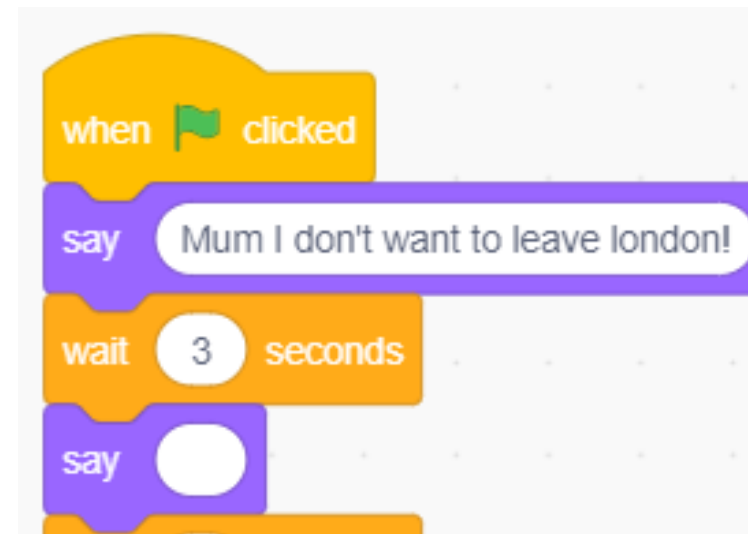 when clicked
say Mum I don't want to leave london!
wait 3 seconds
say